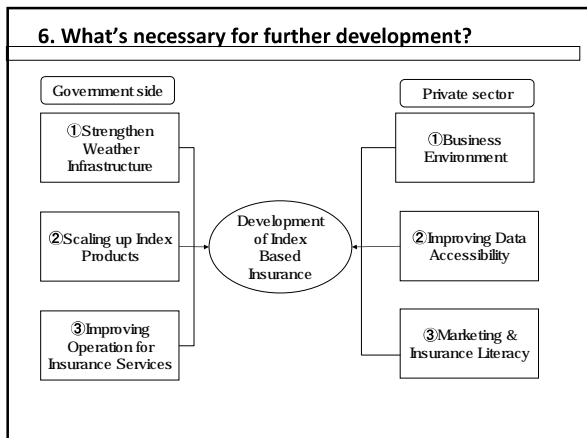 6. What's necessary for further development?
Government side
①Strengthen
Weather
Infrastructure
②Scaling up Index
Products
③Improving
Operation for
Insurance Services
Development
of Index
Based
Insurance
Private sector
①Business
Environment
②Improving Data
Accessibility
③Marketing &
Insurance Literacy